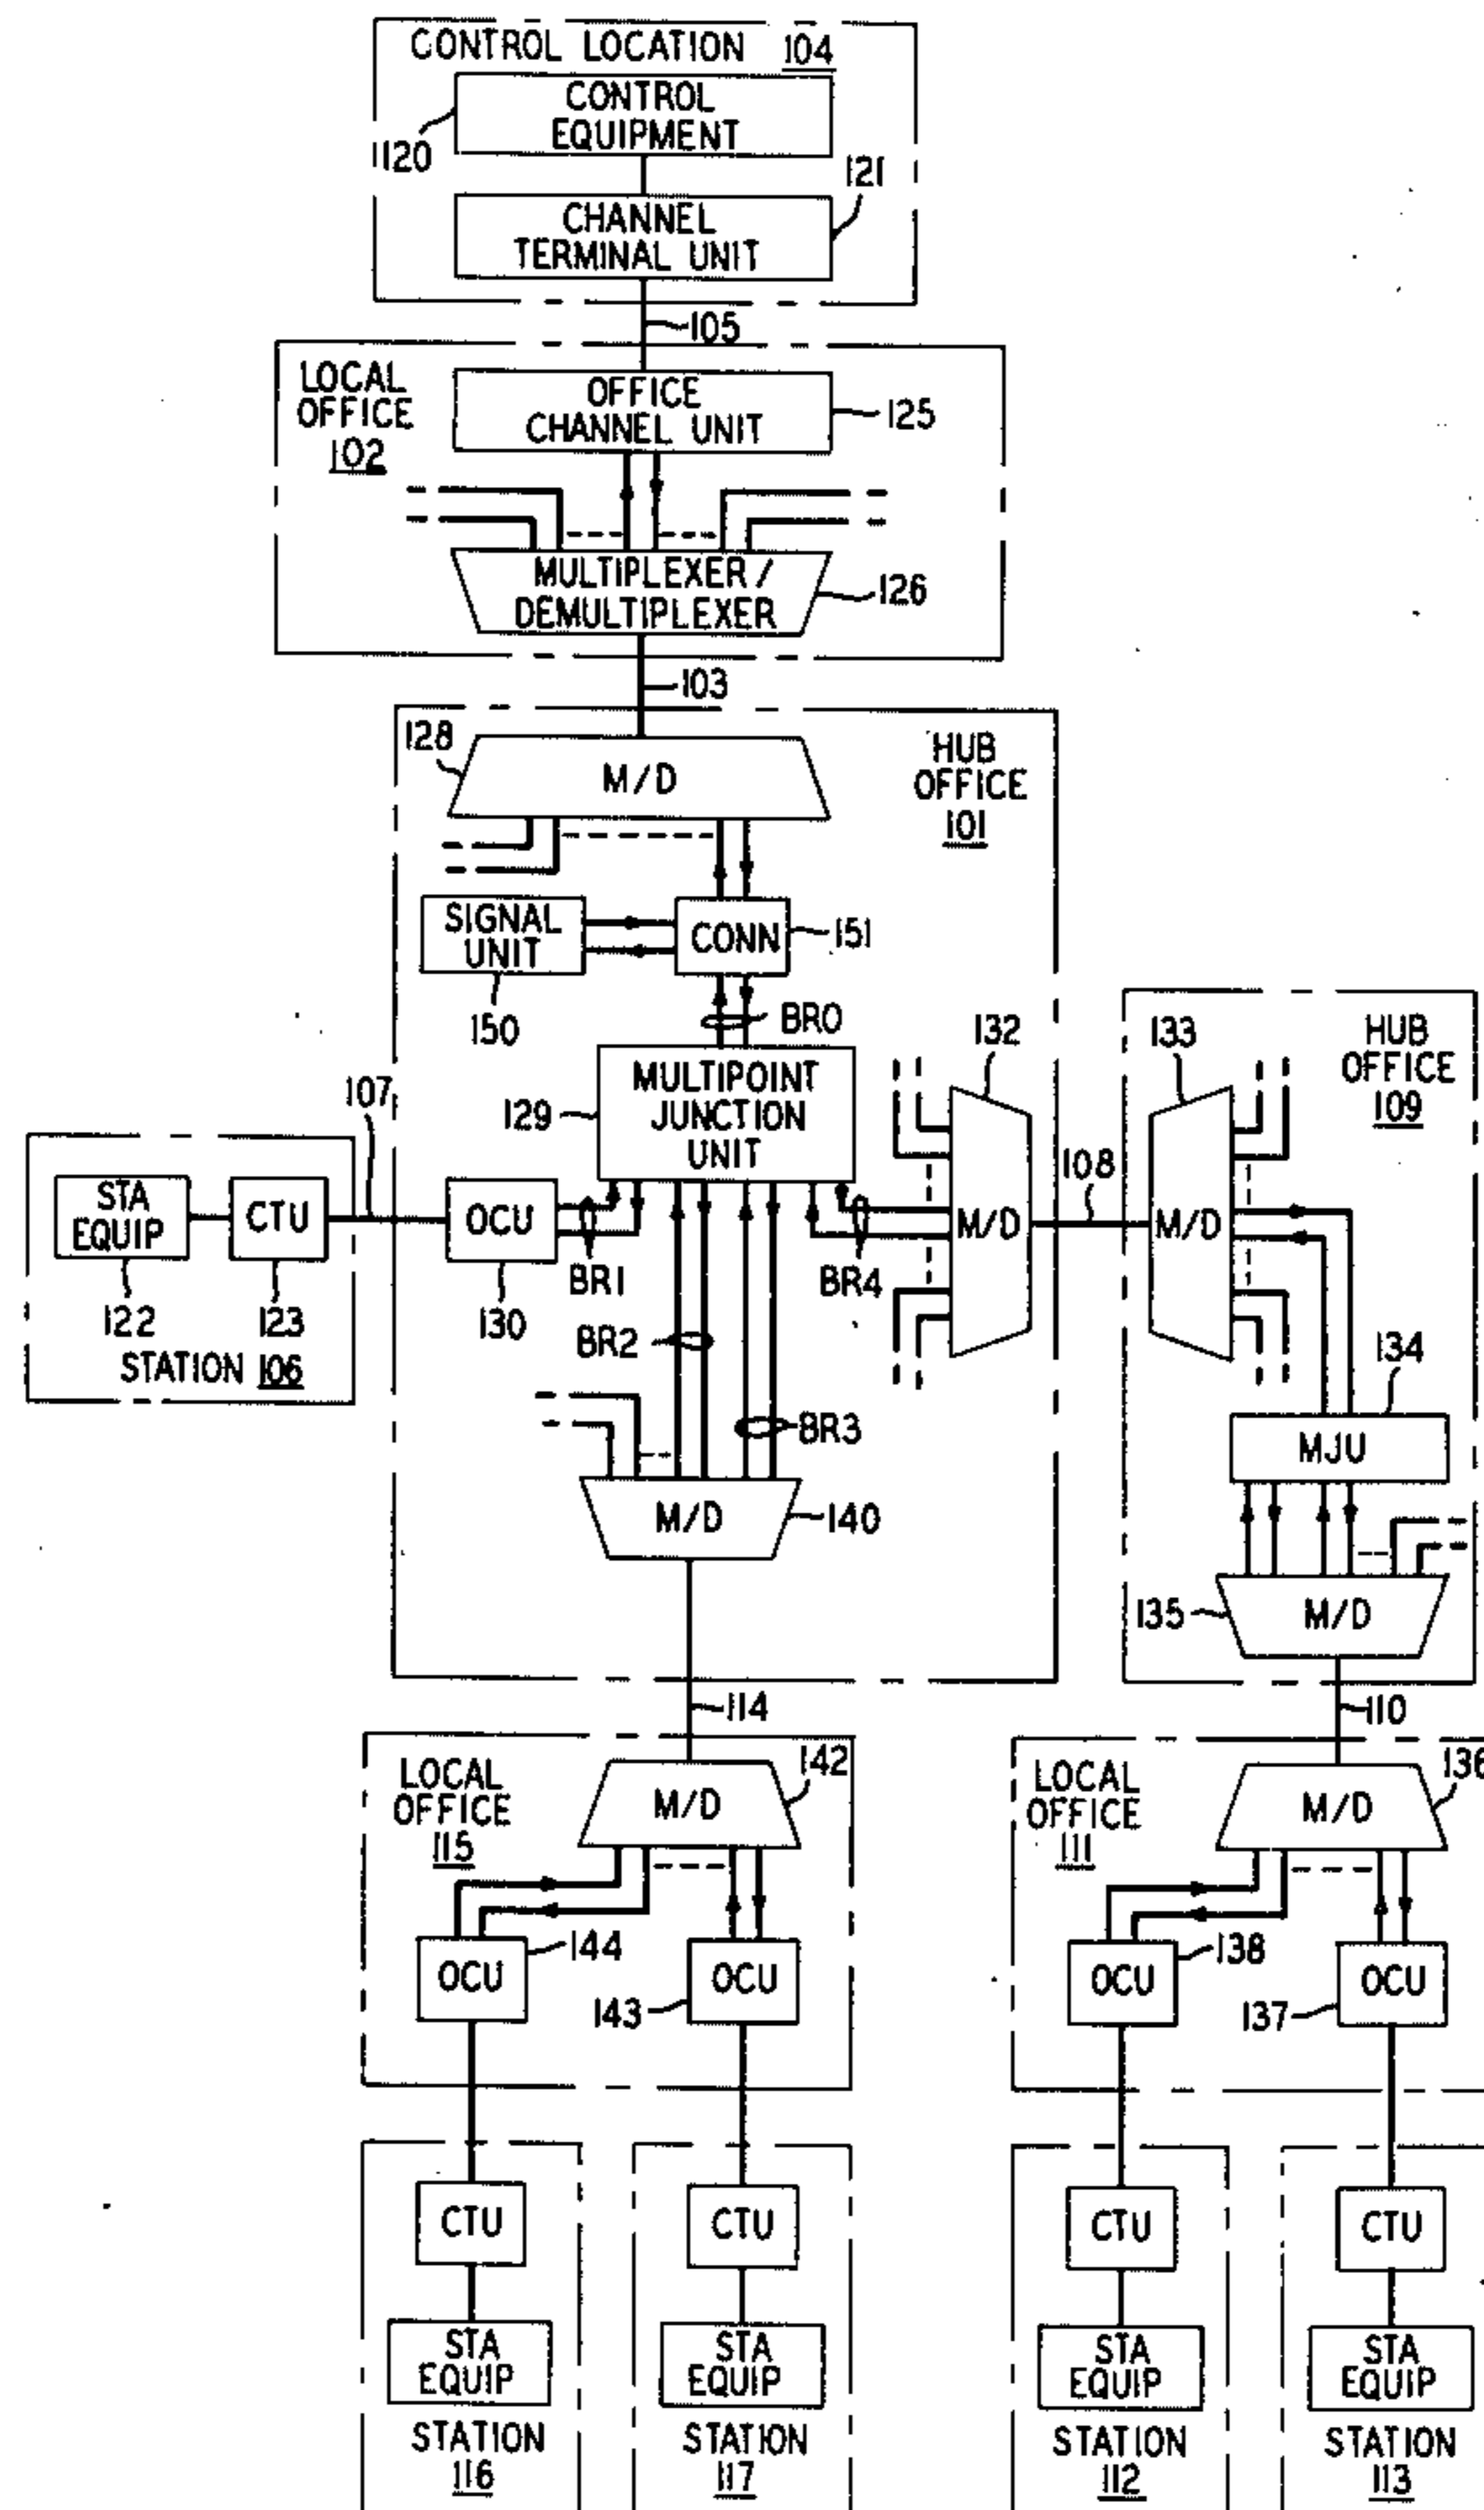 CONTROL LOCATION 104
CONTROL
EQUIPMENT
1120
121
CHANNEL
TERMINAL UNIT
105
LOCAL
OFFICE
102
OFFICE
CHANNEL UNIT
125
MULTIPLEXER/
DEMULTIPLEXER
126
103
128
M/D
HUB
OFFICE
101
SIGNAL
UNIT
150
CONN
151
BR0
132
133
HUB
OFFICE
109
107
129
MULTIPOINT
JUNCTION
UNIT
108
STA
EQUIP
CTU
OCU
M/D
M/D
BR1
BR4
122
123
130
BR2
STATION 106
134
BR3
MJU
M/D
140
135
M/D
114
110
LOCAL
OFFICE
115
142
M/D
LOCAL
OFFICE
111
136
M/D
144
138
OCU
OCU
143
OCU
OCU
137
CTU
CTU
CTU
CTU
STA
EQUIP
STA
EQUIP
STA
EQUIP
STA
EQUIP
STATION
116
STATION
117
STATION
112
STATION
113